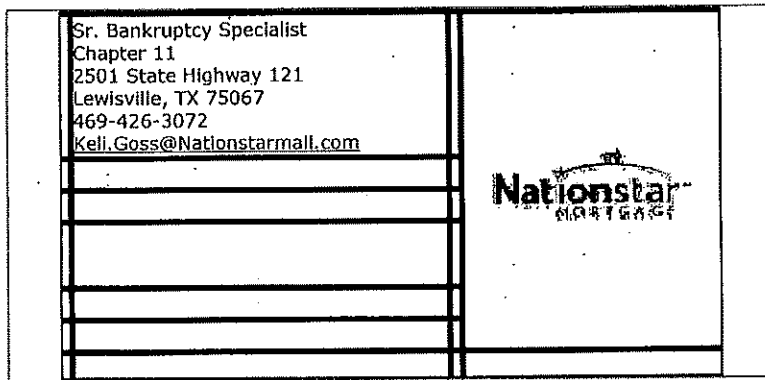 Sr. Bankruptcy Specialist
Chapter 11
2501 State Highway 121
Lewisville, TX 75067
469-426-3072
Keli.Goss@Nationstarmail.com
Nationstar
MORTGAGE